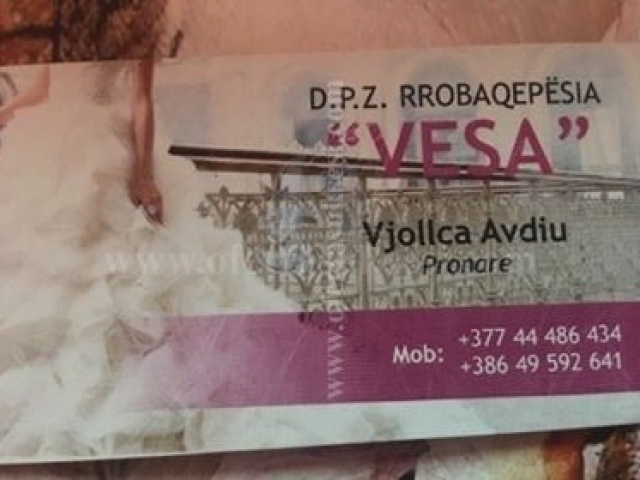 D.P.Z. RROBAQEPËSIA
“VESA”
Vjollca Avdiu
Pronare
Mob: +377 44 486 434
+386 49 592 641